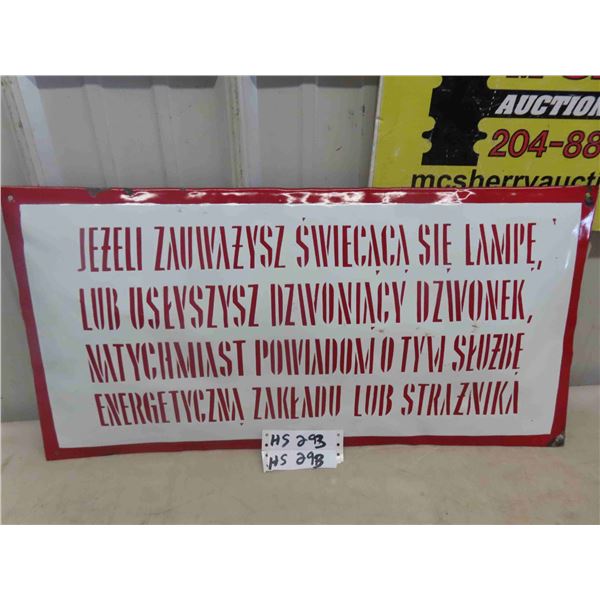 AUCTION
204-88
mcsherryaucti
JEŻELI ZAUWAŻYSZ ŚWIECĄCĄ SIĘ LAMPĘ,
LUB USŁYSZYSZ DZWONIĄCY DZWONEK,
NATYCHMIAST POWIADOM O TYM SŁUŻBĘ
ENERGETYCZNĄ ZAKŁADU LUB STRAŻNIKA
HS 293
HS 293